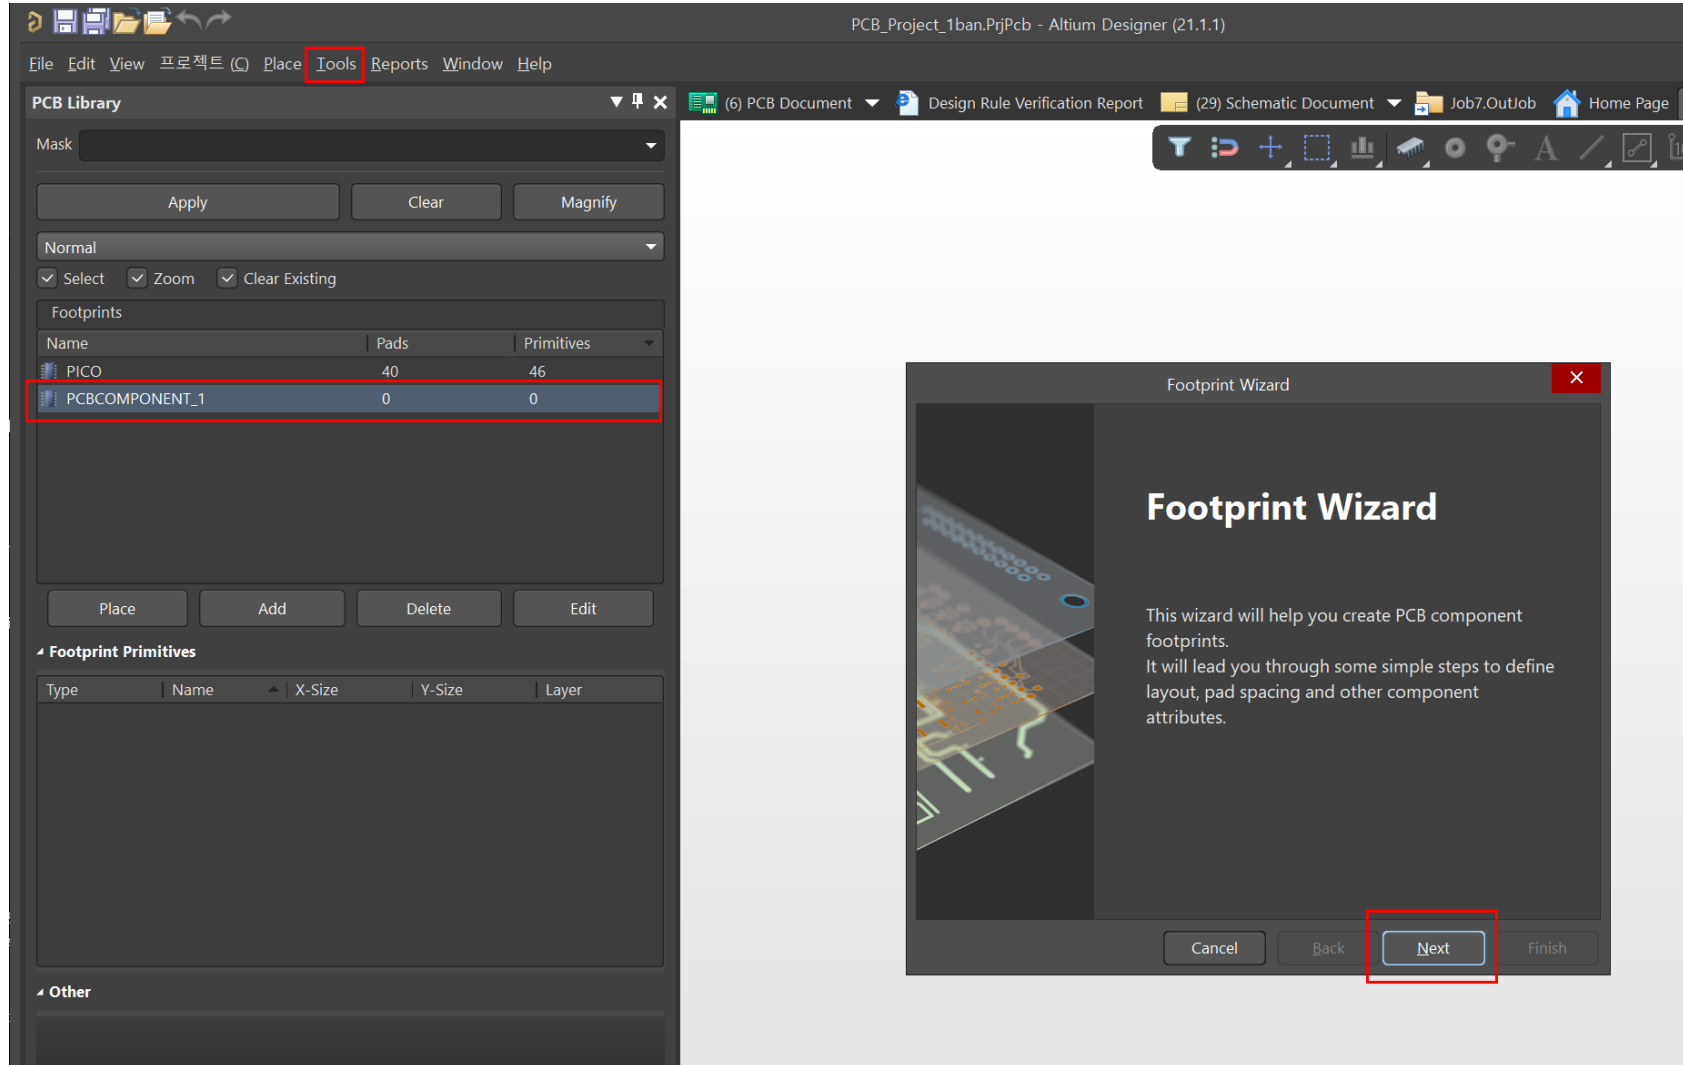 PCB_Project_1ban.PrjPcb - Altium Designer (21.1.1)
File Edit View 프로젝트 (C) Place Tools Reports Window Help
PCB Library
(6) PCB Document
Design Rule Verification Report
(29) Schematic Document
Job7.OutJob
Home Page
Mask
Apply Clear Magnify
Normal
Select Zoom Clear Existing
Footprints
Name Pads Primitives
PICO 40 46
PCBCOMPONENT_1 0 0
Place Add Delete Edit
Footprint Primitives
Type Name X-Size Y-Size Layer
Other
Footprint Wizard
Footprint Wizard
This wizard will help you create PCB component
footprints.
It will lead you through some simple steps to define
layout, pad spacing and other component
attributes.
Cancel Back Next Finish